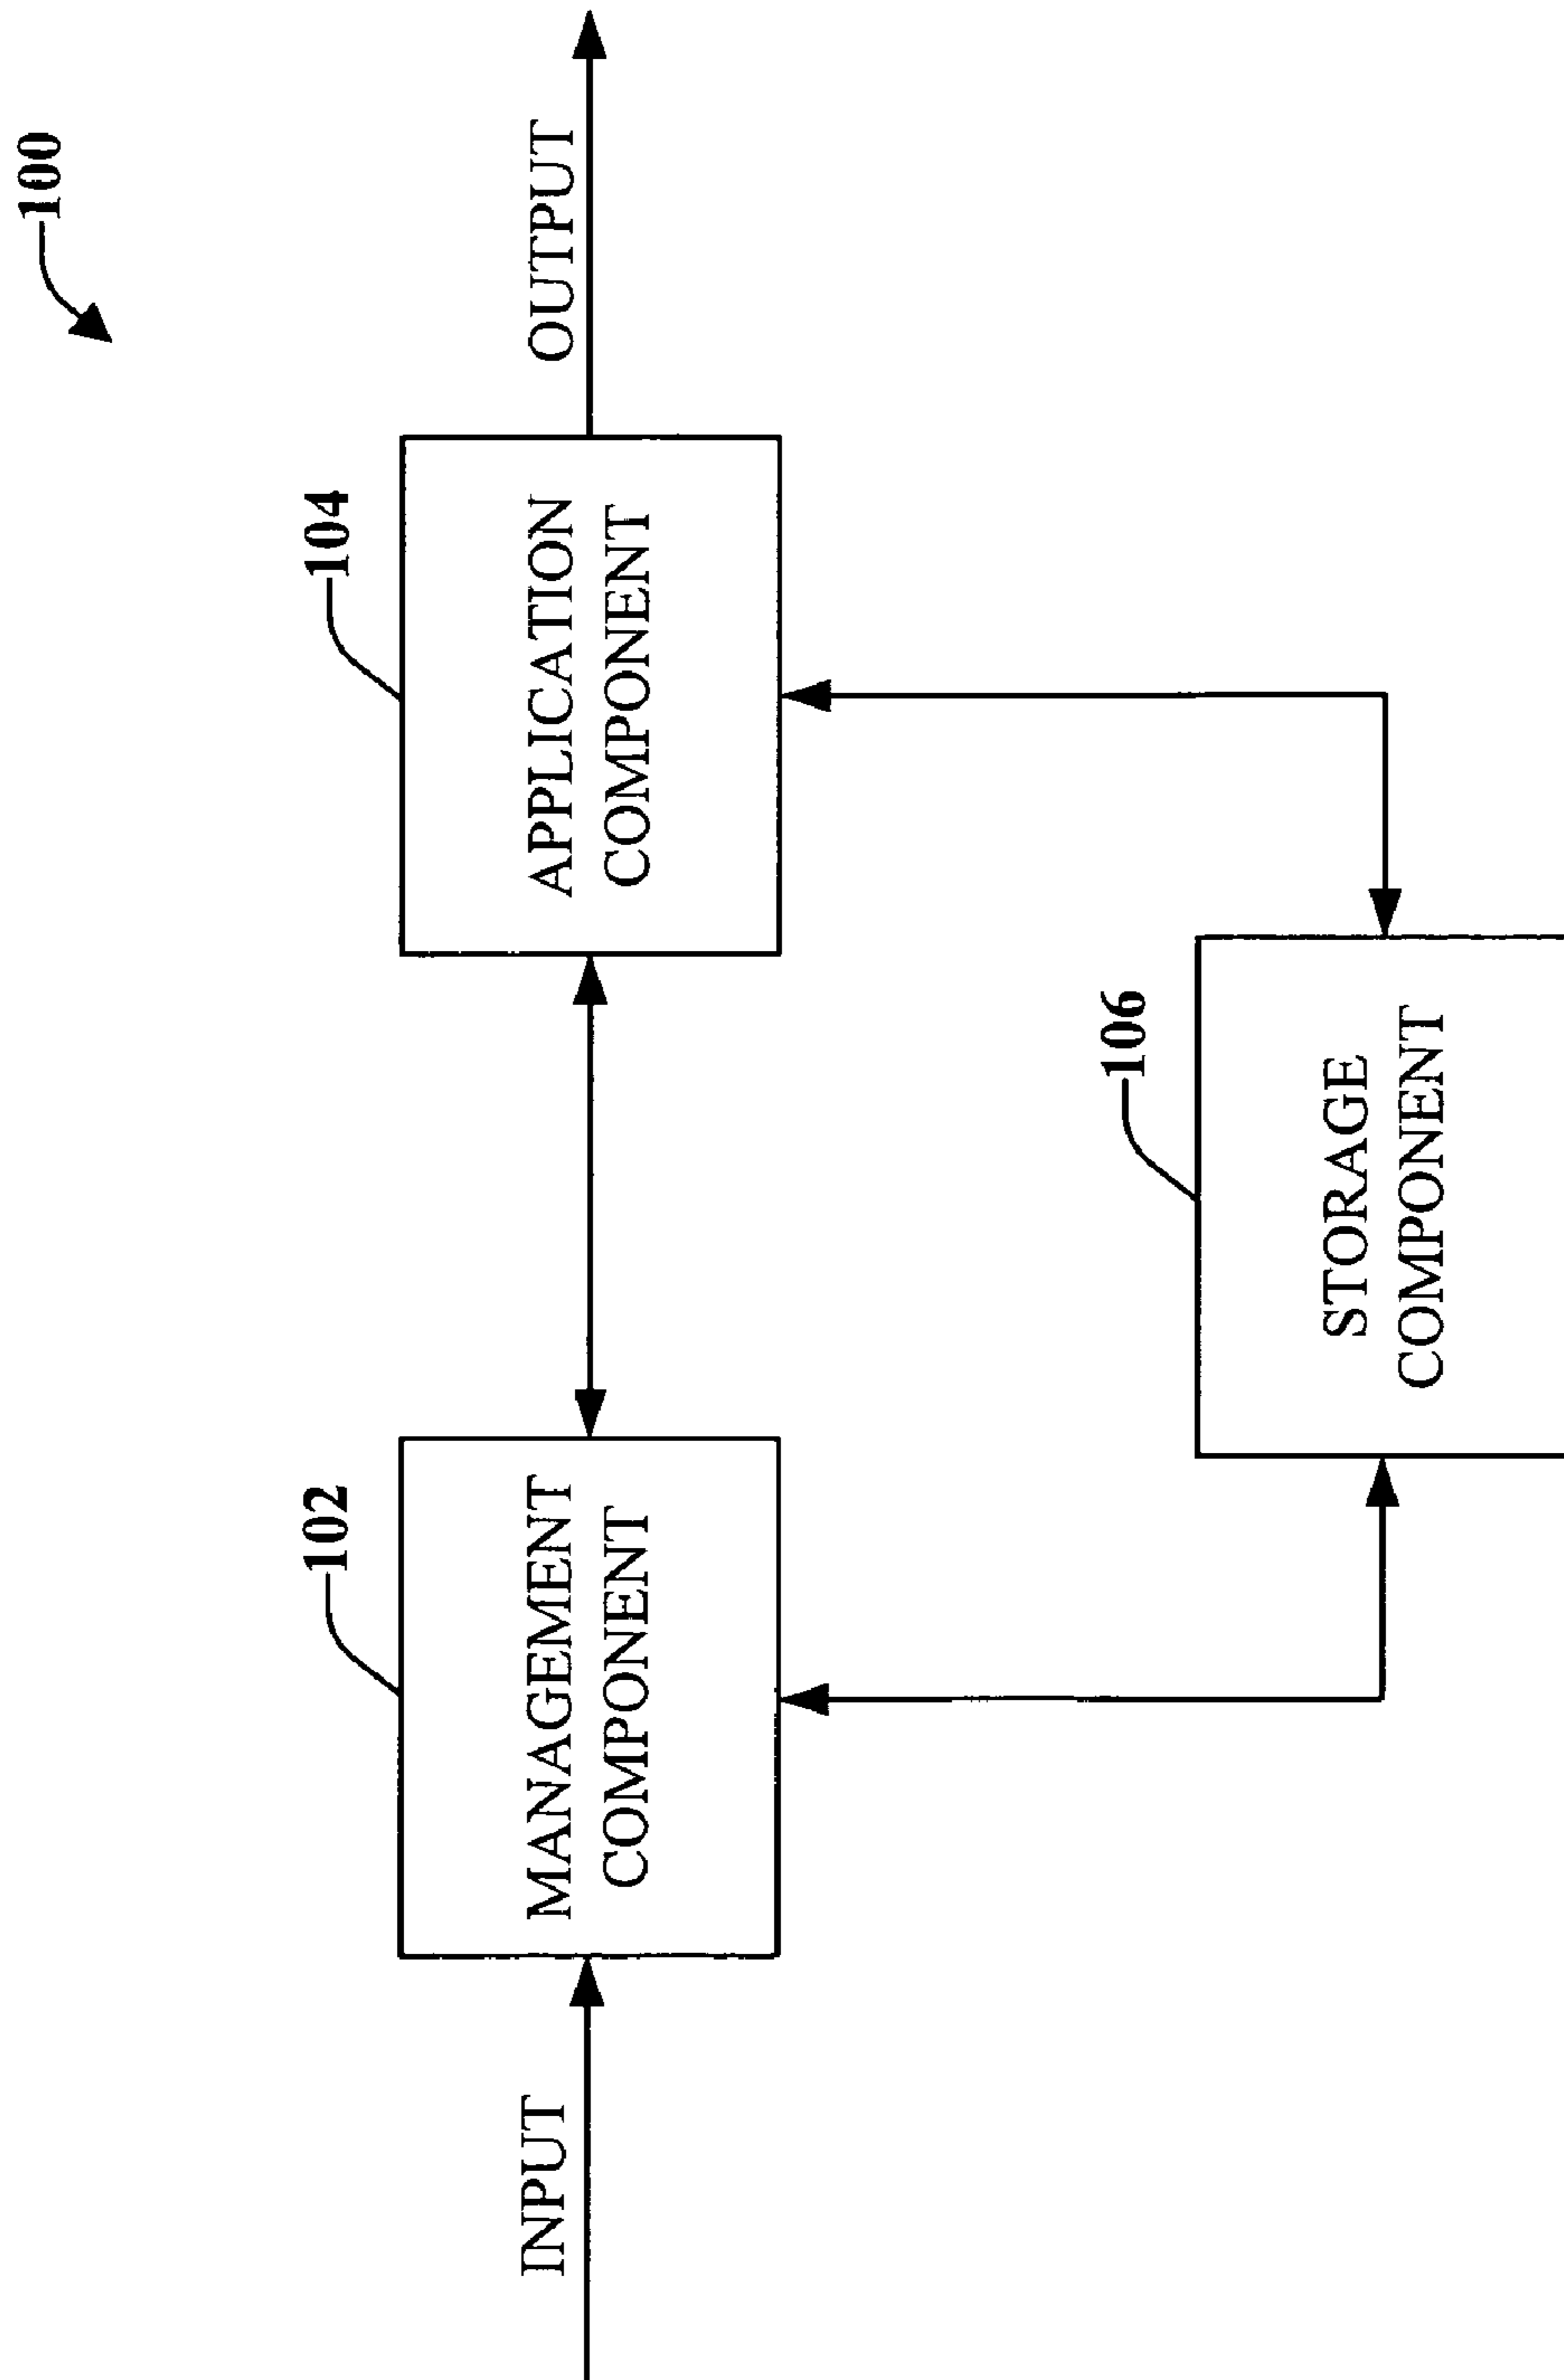 100
104
102
INPUT
MANAGEMENT
COMPONENT
APPLICATION
COMPONENT
OUTPUT
106
STORAGE
COMPONENT